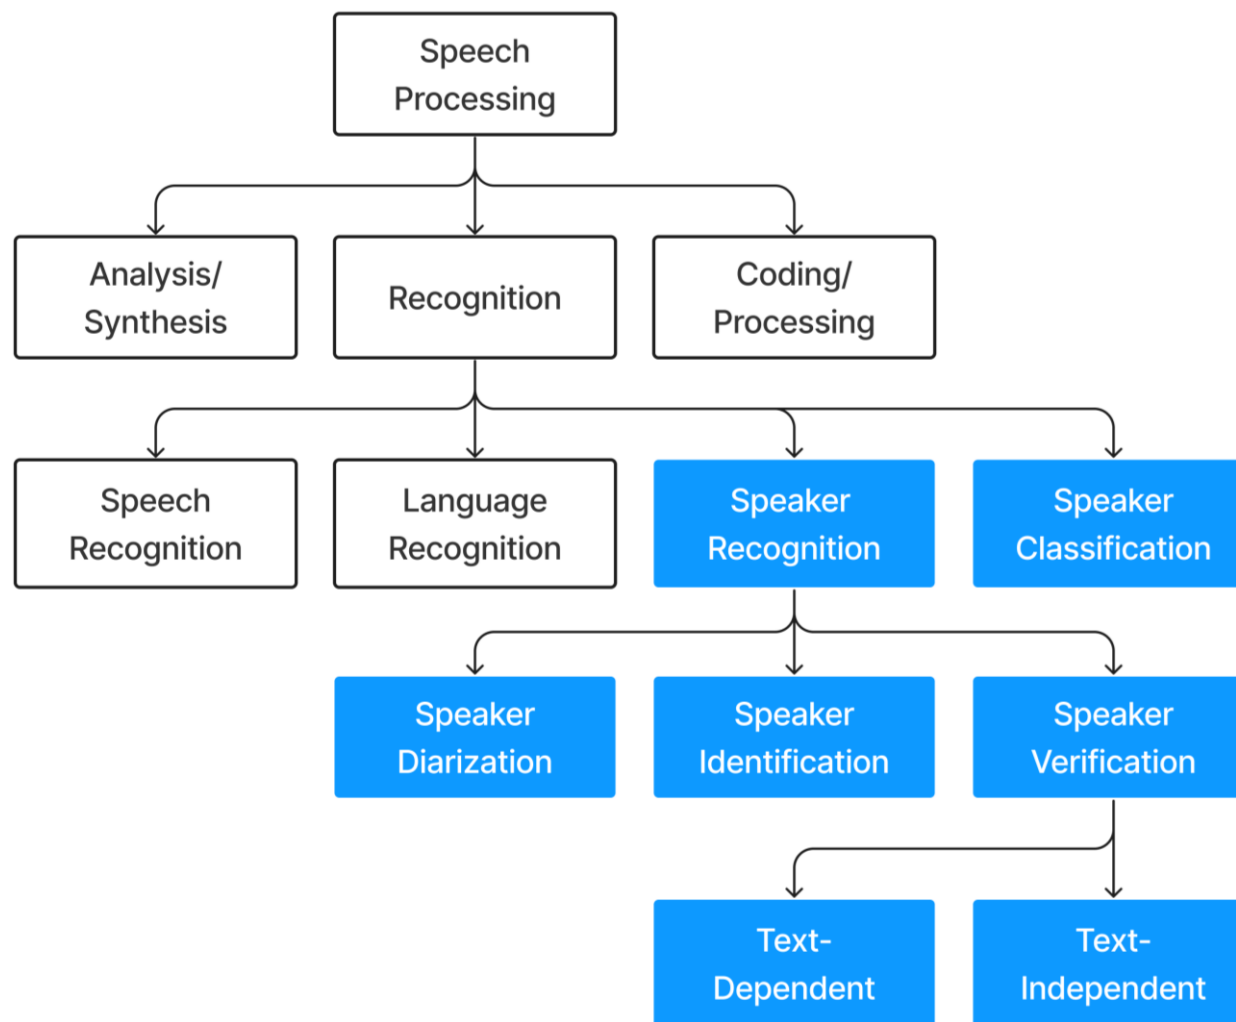 Speech
Processing
Analysis/
Synthesis
Recognition
Coding/
Processing
Speech
Recognition
Language
Recognition
Speaker
Recognition
Speaker
Classification
Speaker
Diarization
Speaker
Identification
Speaker
Verification
Text-
Dependent
Text-
Independent